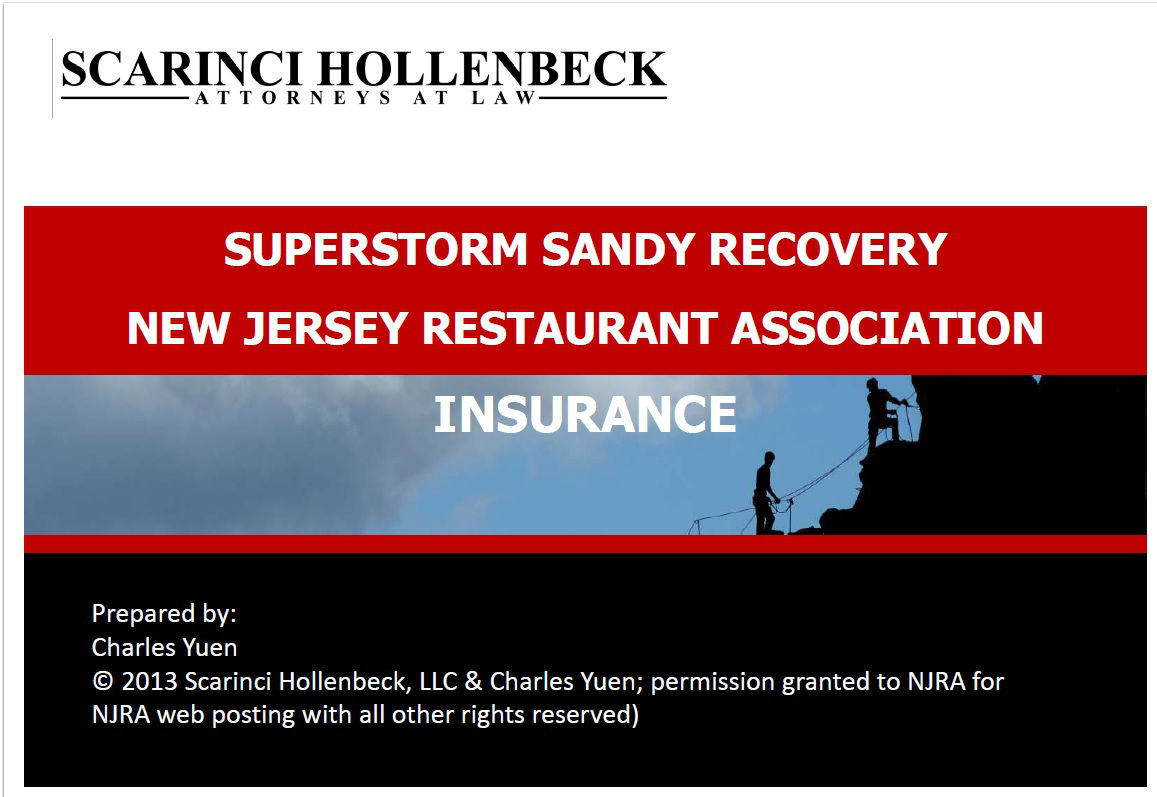 SCARINCI HOLLENBECK
ATTORNEYS AT LAW
SUPERSTORM SANDY RECOVERY
NEW JERSEY RESTAURANT ASSOCIATION
INSURANCE
Prepared by:
Charles Yuen
© 2013 Scarinci Hollenbeck, LLC & Charles Yuen; permission granted to NJRA for
NJRA web posting with all other rights reserved)